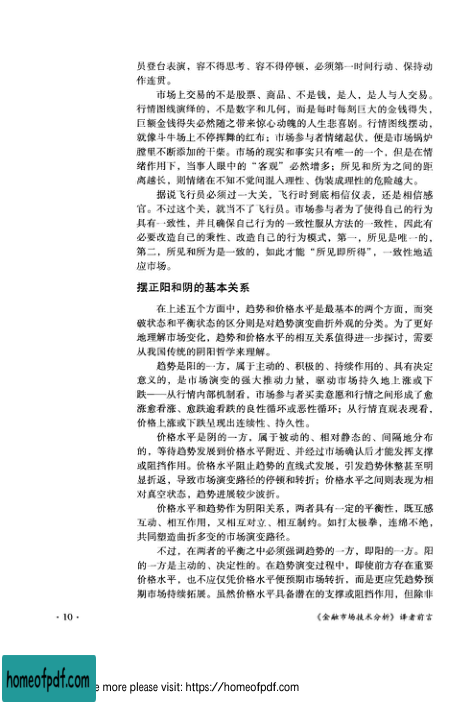 员登台表演，容不得思考、容不得停顿，必须第一时间行动、保持动
作连贯。
市场上交易的不是股票、商品、不是钱，是人，是人与人交易。
行情图线演绎的，不是数字和几何，而是每时每刻巨大的金钱得失，
巨额金钱得失必然随之带来惊心动魄的人生悲喜剧。行情图线摆动，
就像斗牛场上不停挥舞的红布；市场参与者情绪起伏，便是市场锅炉
膛里不断添加的干柴。市场的现实和事实只有唯一的一个，但是在情
绪作用下，当事人眼中的“客观”必然增多；所见和所为之间的距
离越长，则情绪在不知不觉间混入理性、伪装成理性的危险越大。
据说飞行员必须过一大关，飞行时到底相信仪表，还是相信感
官。不过这个关，就当不了飞行员。市场参与者为了使得自己的行为
具有一致性，并且确保自己行为的一致性服从方法的一致性，因此有
必要改造自己的秉性、改造自己的行为模式，第一，所见是唯一的，
第二，所见和所为是一致的，如此才能“所见即所得”，一致性地适
应市场。
摆正阳和阴的基本关系
在上述五个方面中，趋势和价格水平是最基本的两个方面，而突
破状态和平衡状态的区分则是对趋势演变曲折外观的分类。为了更好
地理解市场变化，趋势和价格水平的相互关系值得进一步探讨，需要
从我国传统的阴阳哲学来理解。
趋势是阳的一方，属于主动的、积极的、持续作用的、具有决定
意义的，是市场演变的强大推动力量，驱动市场持久地上涨或下
跌——从行情内部机制看，市场参与者买卖意愿和行情之间形成了愈
涨愈看涨、愈跌逾看跌的良性循环或恶性循环；从行情直观表现看，
价格上涨或下跌呈现出连续性、持久性。
价格水平是阴的一方，属于被动的、相对静态的、间隔地分布
的，等待趋势发展到价格水平附近、并经过市场确认后才能发挥支撑
或阻挡作用。价格水平阻止趋势的直线式发展，引发趋势休整甚至明
显折返，导致市场演变路径的停顿和转折；价格水平之间则表现为相
对真空状态，趋势进展较少波折。
价格水平和趋势作为阴阳关系，两者具有一定的平衡性，既互感
互动、相互作用，又相互对立、相互制约。如打太极拳，连绵不绝，
共同塑造曲折多变的市场演变路径。
不过，在两者的平衡之中必须强调趋势的一方，即阳的一方。阳
的一方是主动的、决定性的。在趋势演变过程中，即使前方存在重要
价格水平，也不应仅凭价格水平便预期市场转折，而是更应凭趋势预
期市场持续拓展。虽然价格水平具备潜在的支撑或阻挡作用，但除非
· 10 ·
《金融市场技术分析》译者前言
homeofpdf.com
e more please visit: https://homeofpdf.com